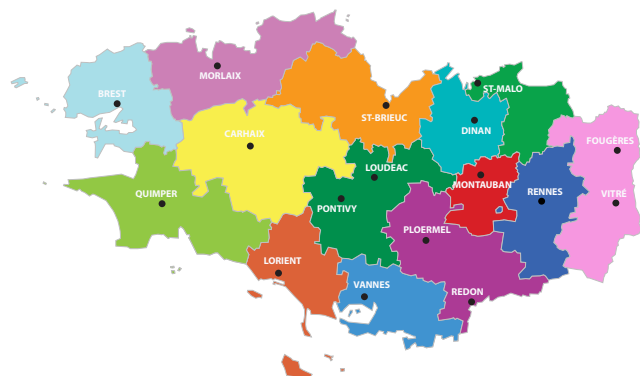 MORLAIX
BREST
ST-MALO
ST-BRIEUC
DINAN
CARHAIX
FOUGÈRES
LOUDEAC
MONTAUBAN
QUIMPER
RENNES
VITRÉ
PONTIVY
PLOERMEL
LORIENT
VANNES
REDON